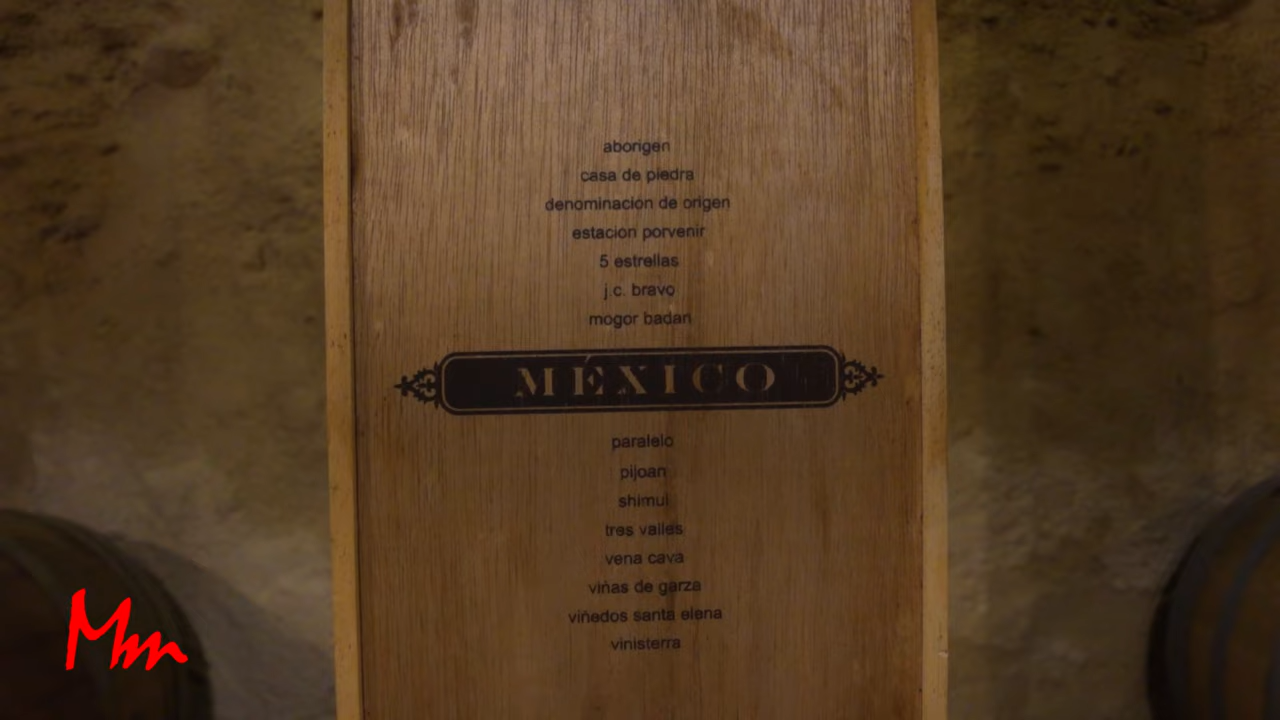 aborigen
casa de piedra
denominacion de origen
estacion porvenir
5 estrellas
j.c. bravo
mogor badan
MÉXICO
paralelo
pijoan
shimul
tres valles
vena cava
viñas de garza
viñedos santa elena
vinisterra
Mm